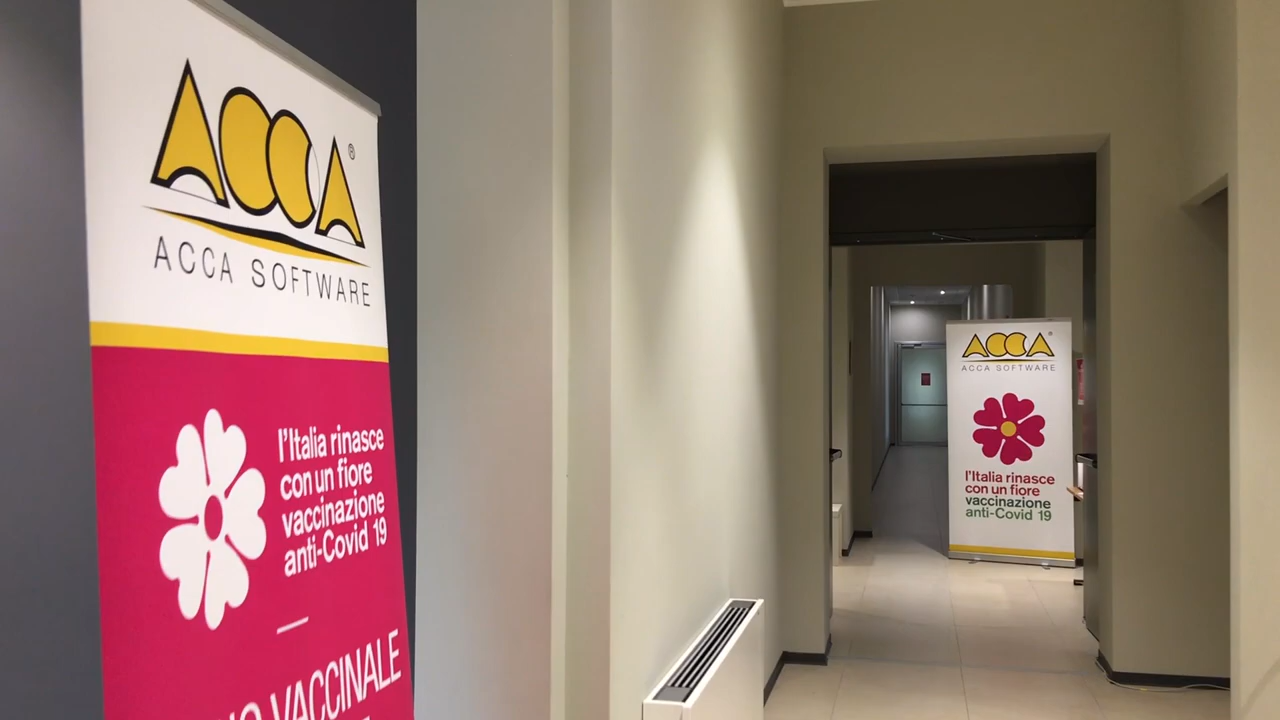 ACCA
®
ACCA SOFTWARE
l'Italia rinasce
con un fiore
vaccinazione
anti-Covid 19
VACCINALE
ACCA
®
ACCA SOFTWARE
l'Italia rinasce
con un fiore
vaccinazione
anti-Covid 19